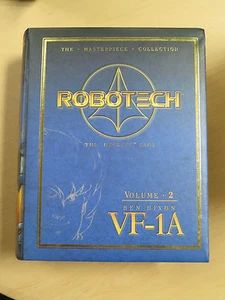 THE · MASTERPIECE · COLLECTION
ROBOTECH
THE MACROSS SAGA
VOLUME · 2
BEN DIXON
VF-1A